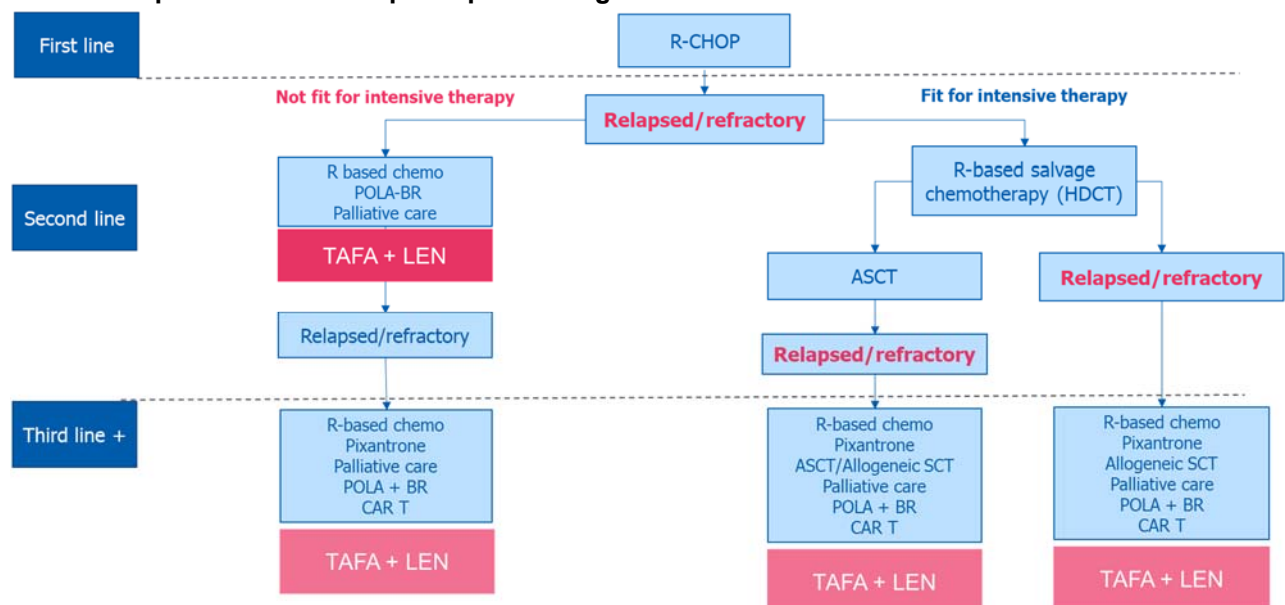 First line
R-CHOP
Not fit for intensive therapy
Relapsed/refractory
Fit for intensive therapy
Second line
R based chemo
POLA-BR
Palliative care
TAFA + LEN
R-based salvage
chemotherapy (HDCT)
ASCT
Relapsed/refractory
Relapsed/refractory
Relapsed/refractory
Third line +
R-based chemo
Pixantrone
Palliative care
POLA + BR
CAR T
TAFA + LEN
R-based chemo
Pixantrone
ASCT/Allogeneic SCT
Palliative care
POLA + BR
CAR T
TAFA + LEN
R-based chemo
Pixantrone
Allogeneic SCT
Palliative care
POLA + BR
CAR T
TAFA + LEN